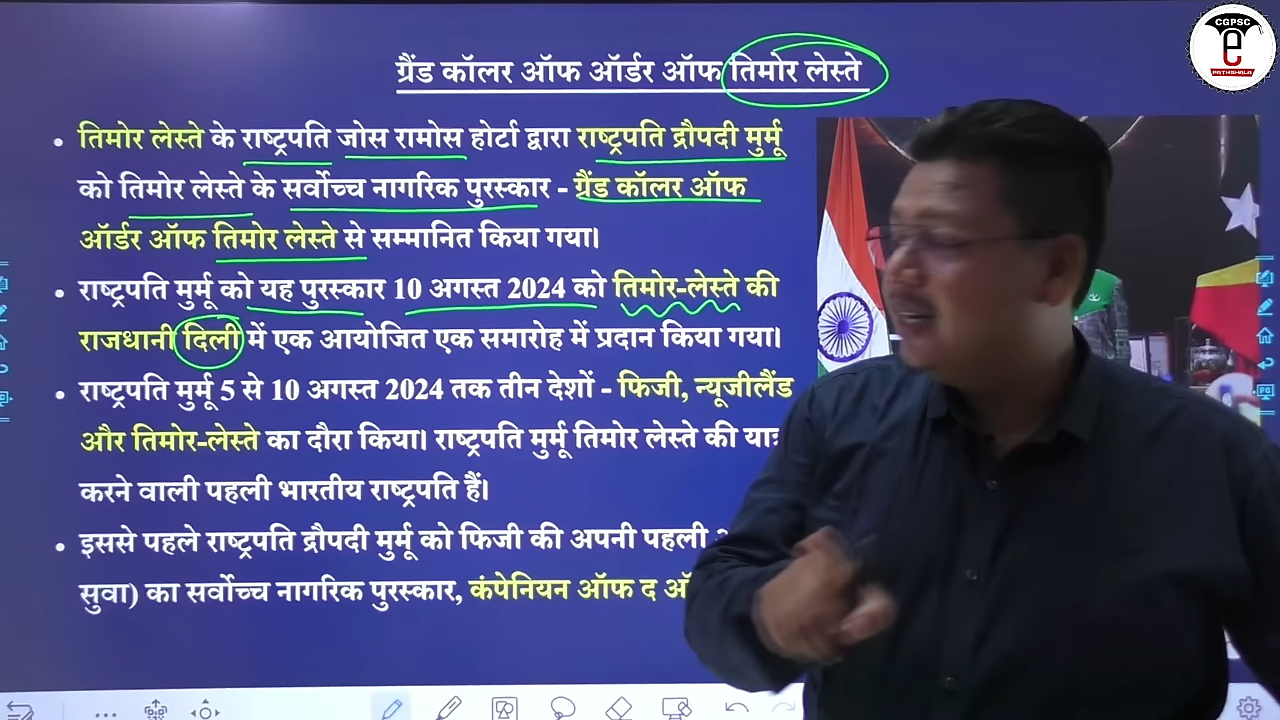 CGPSC
e
PATHSHALA
ग्रैंड कॉलर ऑफ ऑर्डर ऑफ तिमोर लेस्ते
• तिमोर लेस्ते के राष्ट्रपति जोस रामोस होर्टा द्वारा राष्ट्रपति द्रौपदी मुर्मू
को तिमोर लेस्ते के सर्वोच्च नागरिक पुरस्कार - ग्रैंड कॉलर ऑफ
ऑर्डर ऑफ तिमोर लेस्ते से सम्मानित किया गया।
• राष्ट्रपति मुर्मू को यह पुरस्कार 10 अगस्त 2024 को तिमोर-लेस्ते की
राजधानी दिली में एक आयोजित एक समारोह में प्रदान किया गया।
• राष्ट्रपति मुर्मू 5 से 10 अगस्त 2024 तक तीन देशों - फिजी, न्यूजीलैंड
और तिमोर-लेस्ते का दौरा किया। राष्ट्रपति मुर्मू तिमोर लेस्ते की
करने वाली पहली भारतीय राष्ट्रपति हैं।
• इससे पहले राष्ट्रपति द्रौपदी मुर्मू को फिजी की अपनी पहली
सुवा) का सर्वोच्च नागरिक पुरस्कार, कंपेनियन ऑफ द